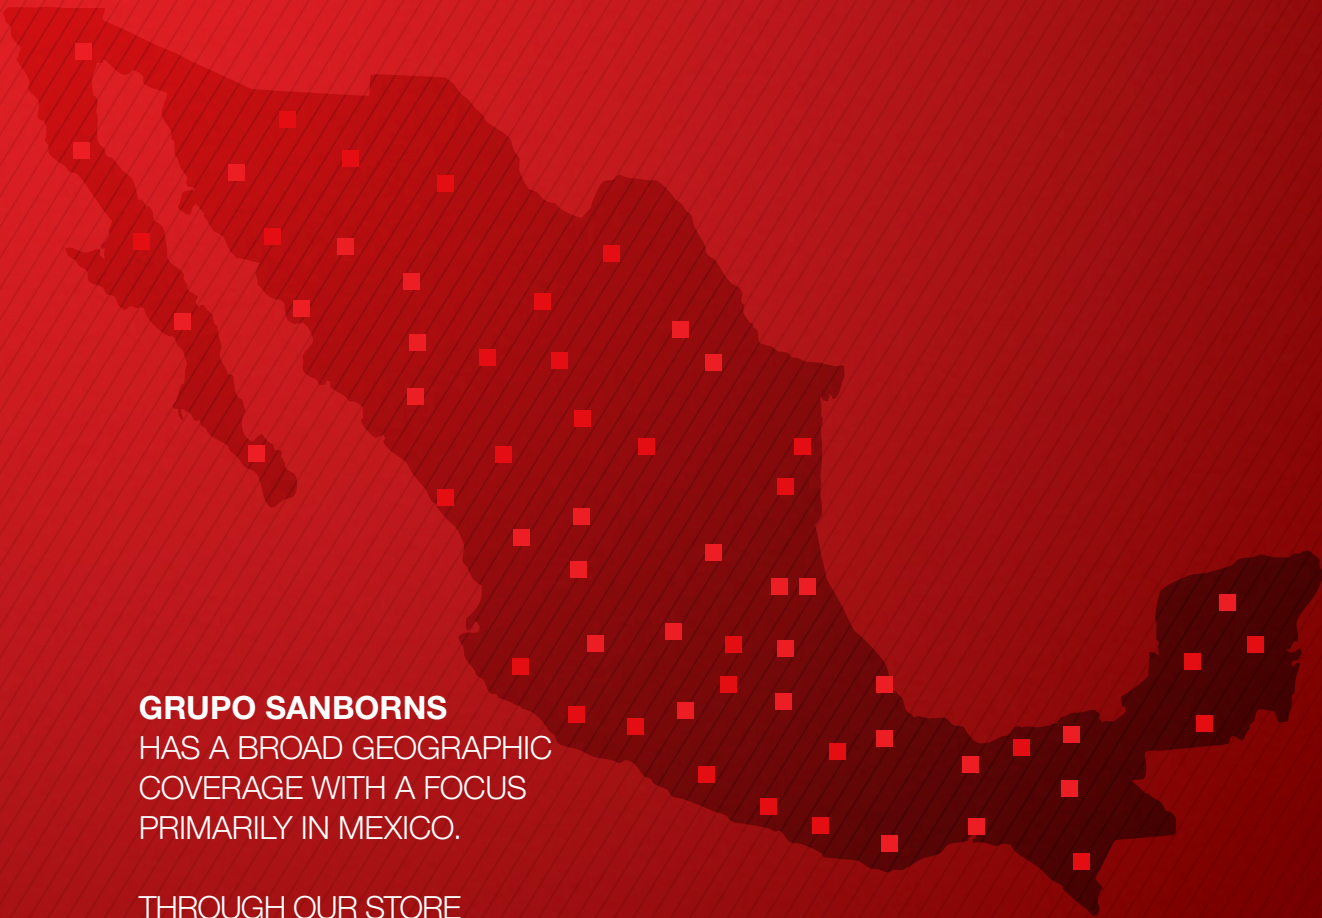 GRUPO SANBORNS
HAS A BROAD GEOGRAPHIC
COVERAGE WITH A FOCUS
PRIMARILY IN MEXICO.
THROUGH OUR STORE